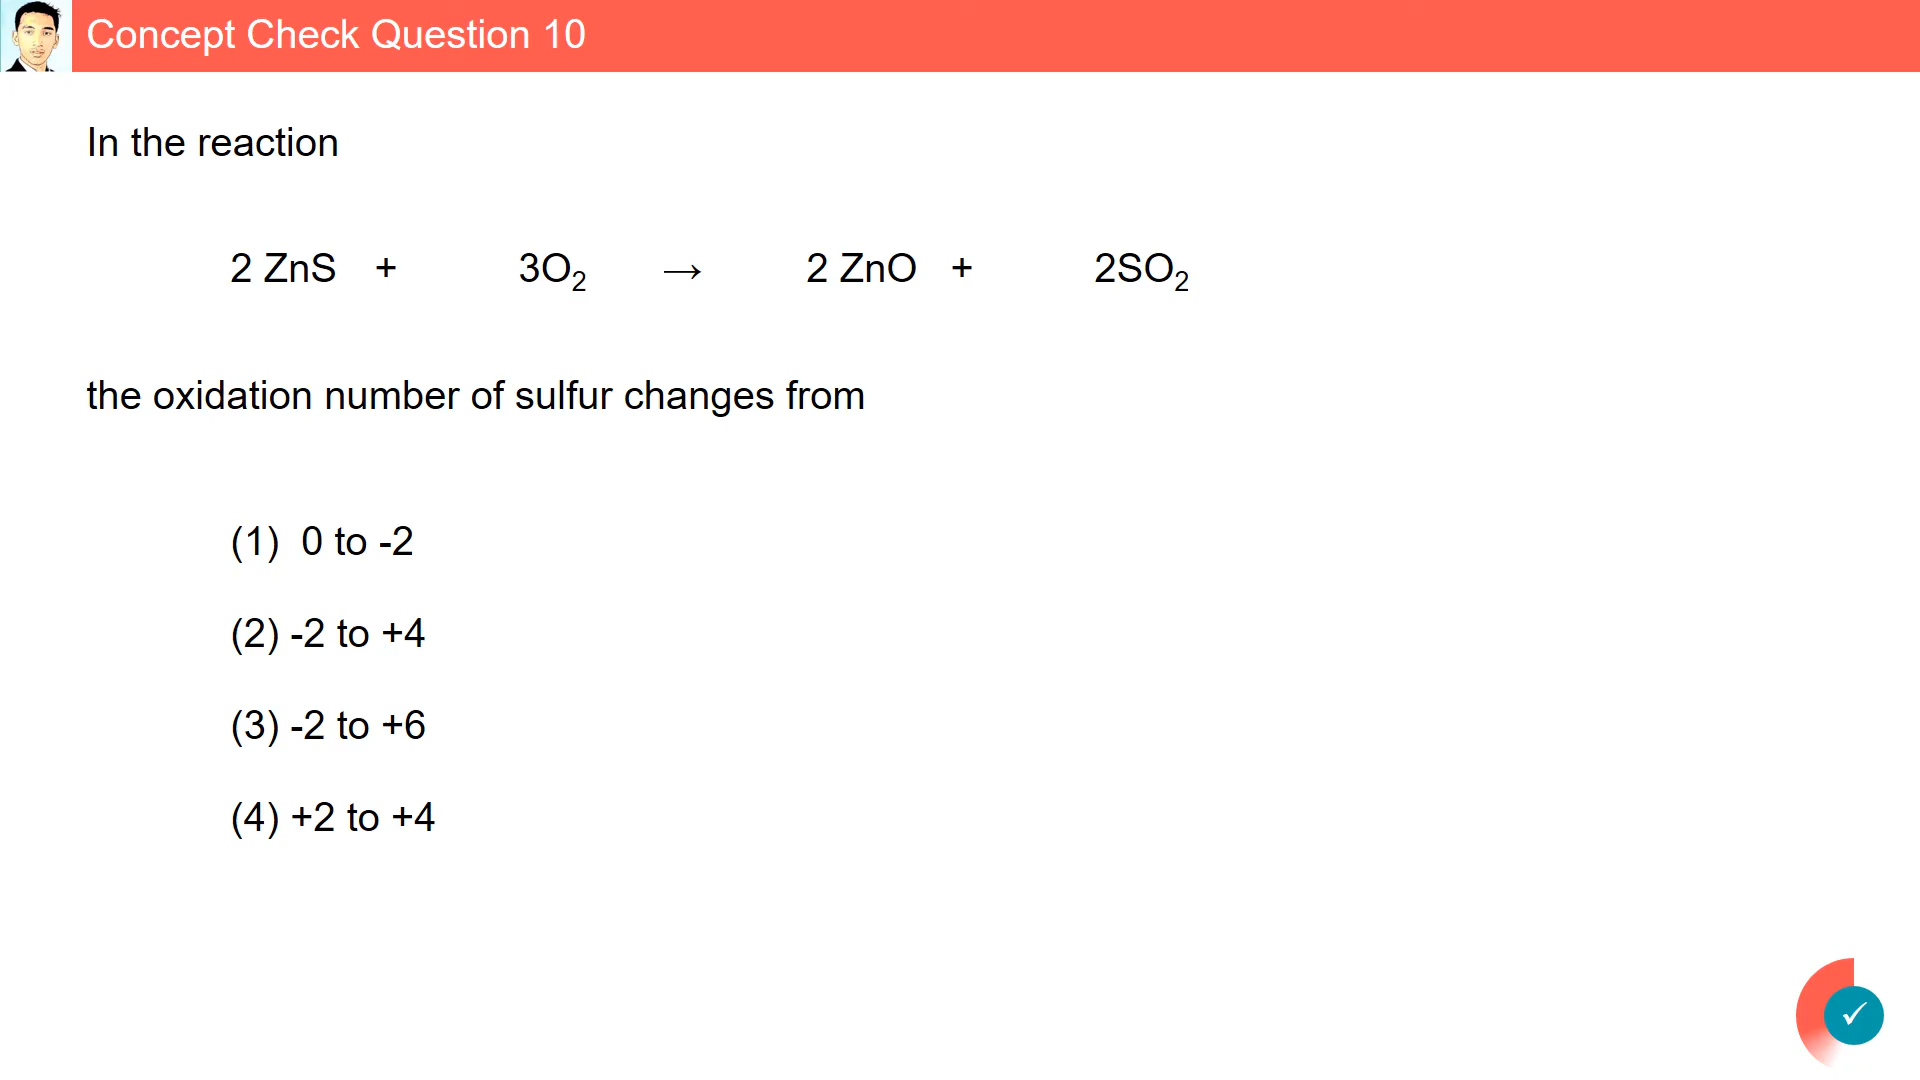 Concept Check Question 10
In the reaction
2 ZnS + 3O₂ → 2 ZnO + 2SO₂
the oxidation number of sulfur changes from
(1) 0 to -2
(2) -2 to +4
(3) -2 to +6
(4) +2 to +4